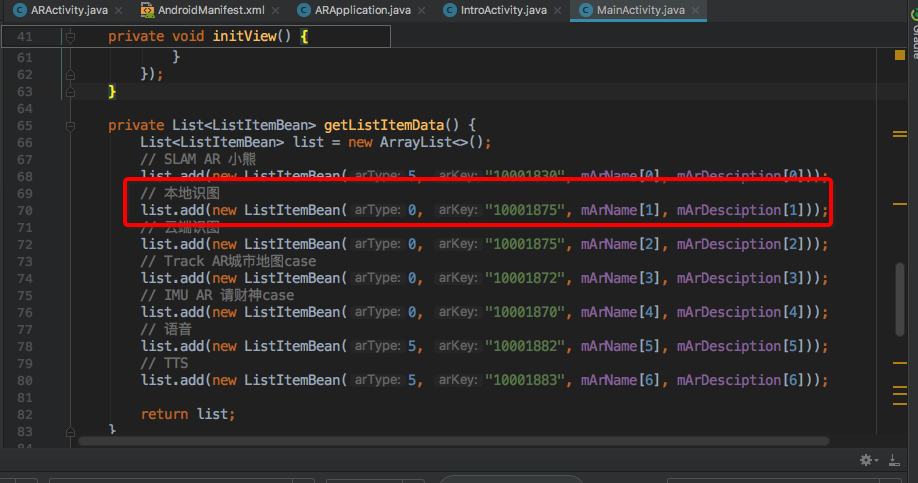 ARActivity.java × AndroidManifest.xml × ARApplication.java × IntroActivity.java × MainActivity.java ×
Gradle
41 private void initView() {
61 }
62 });
63 }
64
65 private List<ListItemBean> getListItemData() {
66 List<ListItemBean> list = new ArrayList<>();
67 // SLAM AR 小熊
68 list.add(new ListItemBean( arType: 5, arKey: "10001830", mArName[0], mArDesciption[0]));
69 // 本地识图
70 list.add(new ListItemBean( arType: 0, arKey: "10001875", mArName[1], mArDesciption[1]));
71 // 云端识图
72 list.add(new ListItemBean( arType: 0, arKey: "10001875", mArName[2], mArDesciption[2]));
73 // Track AR城市地图case
74 list.add(new ListItemBean( arType: 0, arKey: "10001872", mArName[3], mArDesciption[3]));
75 // IMU AR 请财神case
76 list.add(new ListItemBean( arType: 0, arKey: "10001870", mArName[4], mArDesciption[4]));
77 // 语音
78 list.add(new ListItemBean( arType: 5, arKey: "10001882", mArName[5], mArDesciption[5]));
79 // TTS
80 list.add(new ListItemBean( arType: 5, arKey: "10001883", mArName[6], mArDesciption[6]));
81
82 return list;
83 }
84